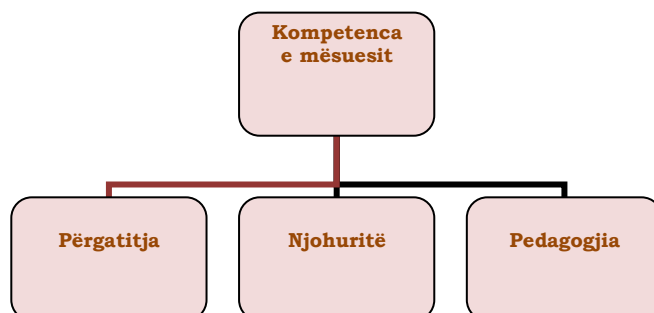 Kompetenca
e mësuesit
Përgatitja
Njohuritë
Pedagogjia